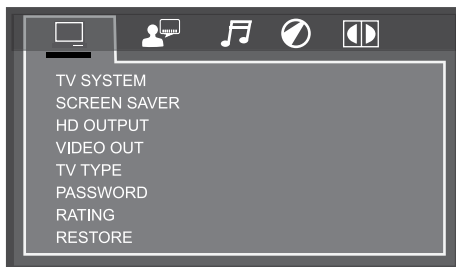 TV SYSTEM
SCREEN SAVER
HD OUTPUT
VIDEO OUT
TV TYPE
PASSWORD
RATING
RESTORE